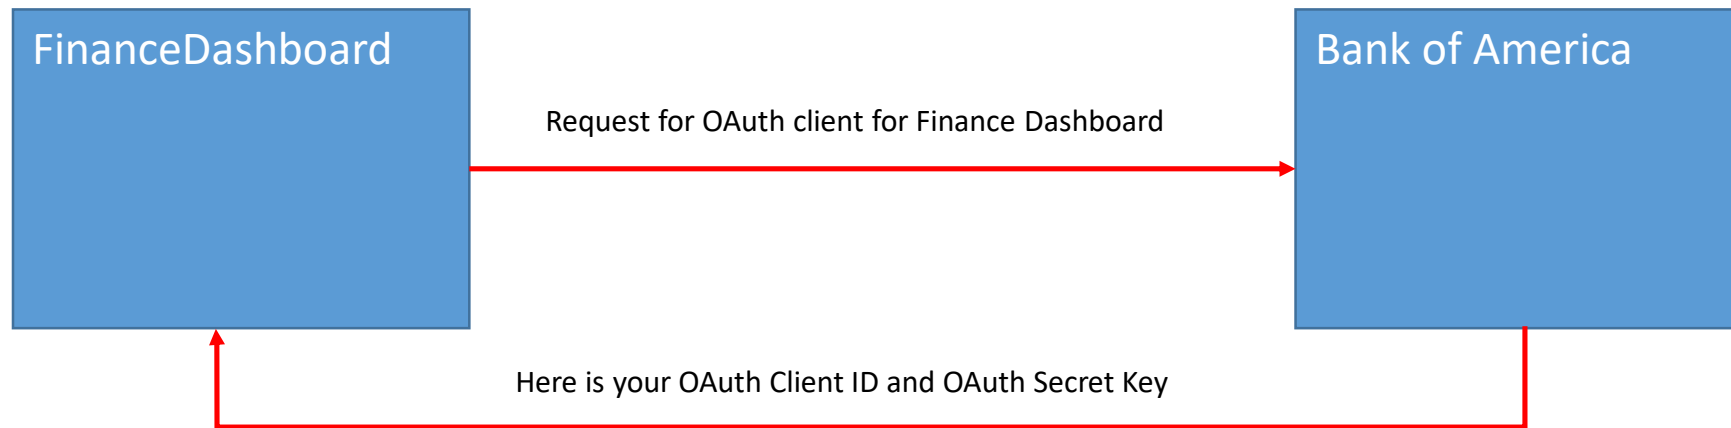 FinanceDashboard
Bank of America
Request for OAuth client for Finance Dashboard
Here is your OAuth Client ID and OAuth Secret Key